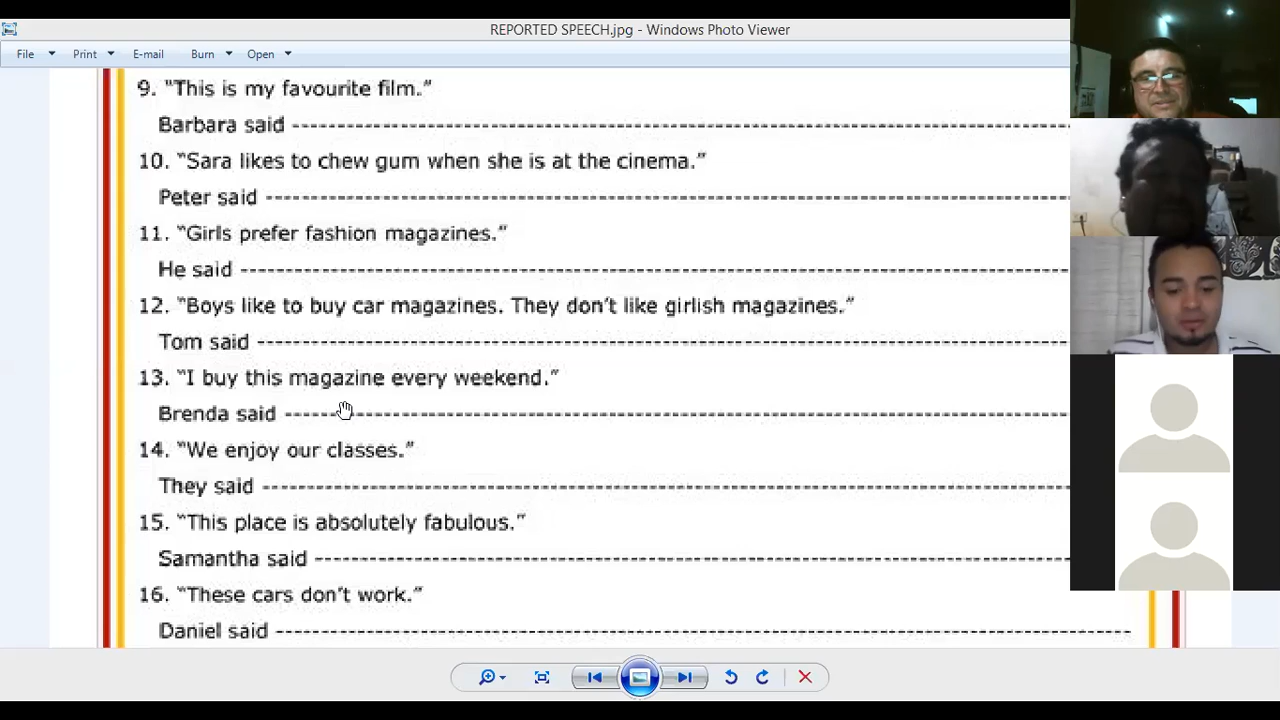 REPORTED SPEECH.jpg - Windows Photo Viewer
File Print E-mail Burn Open
9. "This is my favourite film."
Barbara said
10. "Sara likes to chew gum when she is at the cinema."
Peter said
11. "Girls prefer fashion magazines."
He said
12. "Boys like to buy car magazines. They don't like girlish magazines."
Tom said
13. "I buy this magazine every weekend."
Brenda said
14. "We enjoy our classes."
They said
15. "This place is absolutely fabulous."
Samantha said
16. "These cars don't work."
Daniel said